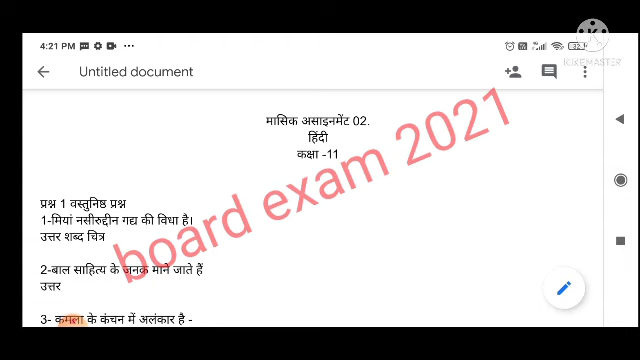 4:21 PM
KINEMASTER
Untitled document
मासिक असाइनमेंट 02.
हिंदी
कक्षा -11
board exam 2021
प्रश्न 1 वस्तुनिष्ठ प्रश्न
1-मियां नसीरुद्दीन गद्य की विधा है।
उत्तर शब्द चित्र
2-बाल साहित्य के जनक माने जाते हैं
उत्तर
3- कमला के कंचन में अलंकार है -